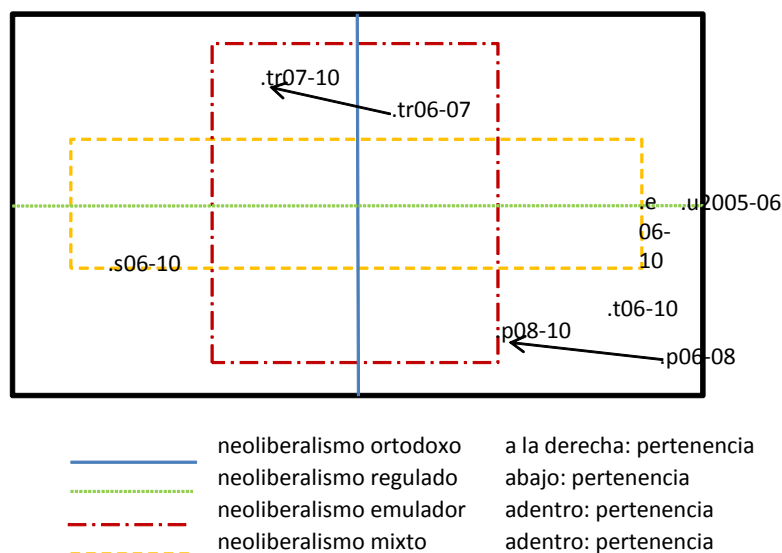 .tr07-10
.tr06-07
.e
06-
10
.u2005-06
.s06-10
.t06-10
p08-10
.p06-08
neoliberalismo ortodoxo a la derecha: pertenencia
neoliberalismo regulado abajo: pertenencia
neoliberalismo emulador adentro: pertenencia
neoliberalismo mixto adentro: pertenencia